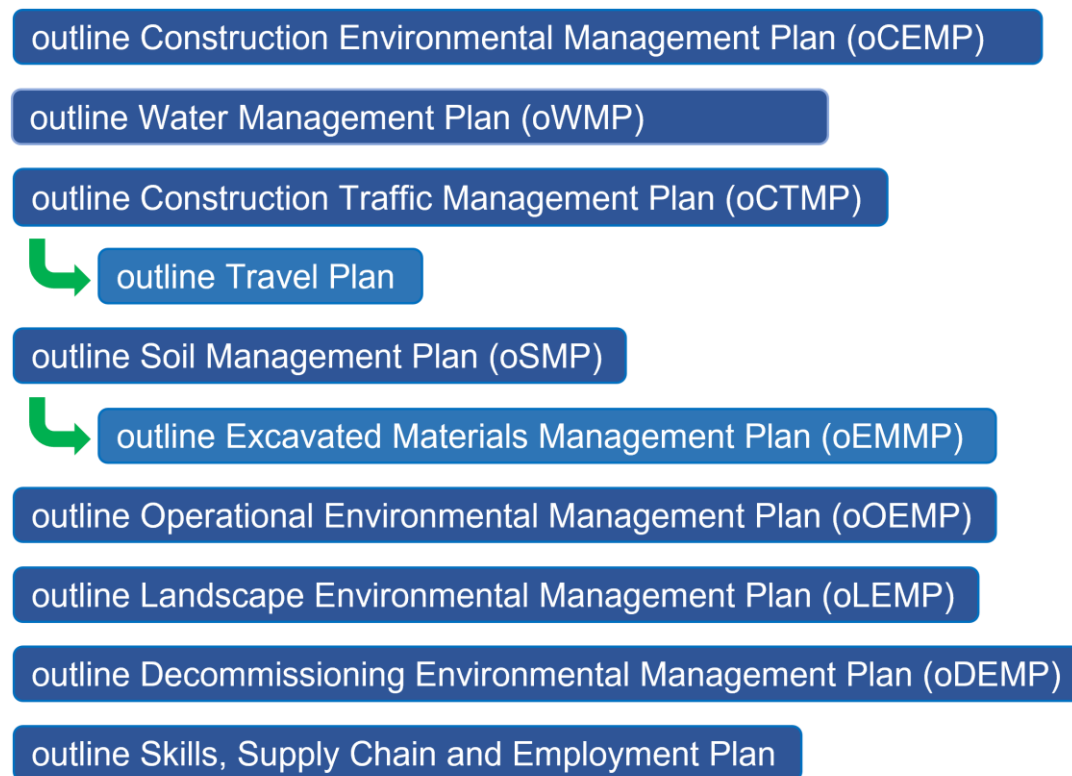 outline Construction Environmental Management Plan (oCEMP)
outline Water Management Plan (oWMP)
outline Construction Traffic Management Plan (oCTMP)
outline Travel Plan
outline Soil Management Plan (oSMP)
outline Excavated Materials Management Plan (oEMMP)
outline Operational Environmental Management Plan (oOEMP)
outline Landscape Environmental Management Plan (oLEMP)
outline Decommissioning Environmental Management Plan (oDEMP)
outline Skills, Supply Chain and Employment Plan